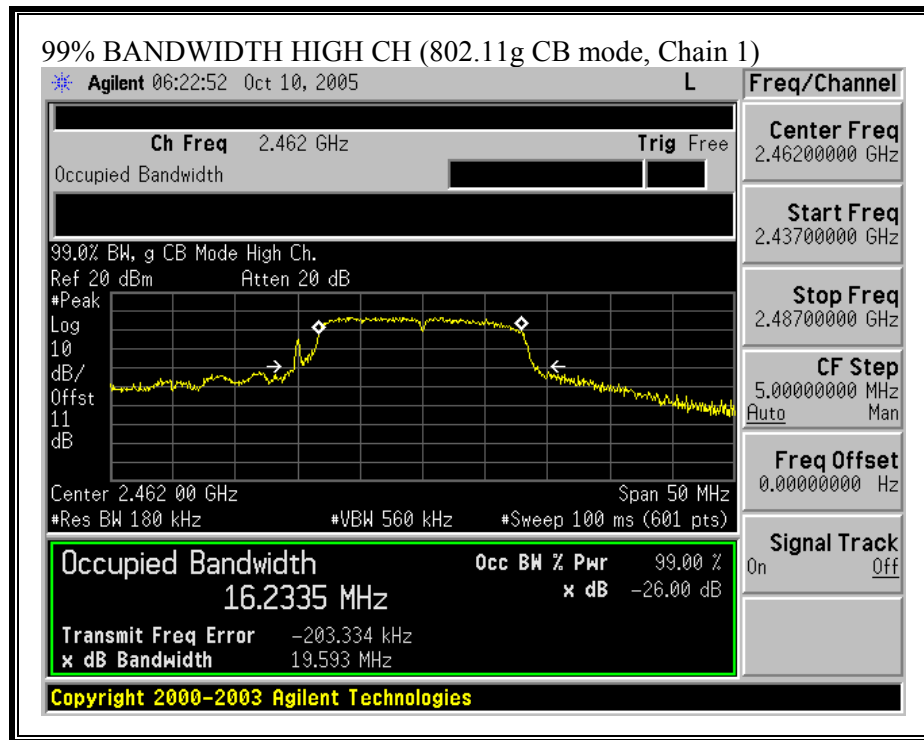 99% BANDWIDTH HIGH CH (802.11g CB mode, Chain 1)
Agilent 06:22:52 Oct 10, 2005 L
Freq/Channel
Ch Freq 2.462 GHz Trig Free
Occupied Bandwidth
Center Freq
2.46200000 GHz
Start Freq
2.43700000 GHz
Stop Freq
2.48700000 GHz
CF Step
5.00000000 MHz
Auto Man
Freq Offset
0.00000000 Hz
Signal Track
On Off
99.0% BW, g CB Mode High Ch.
Ref 20 dBm Atten 20 dB
#Peak
Log
10
dB/
Offst
11
dB
Center 2.462 00 GHz Span 50 MHz
#Res BW 180 kHz #VBW 560 kHz #Sweep 100 ms (601 pts)
Occupied Bandwidth
16.2335 MHz
Occ BW % Pwr 99.00 %
x dB -26.00 dB
Transmit Freq Error -203.334 kHz
x dB Bandwidth 19.593 MHz
Copyright 2000-2003 Agilent Technologies